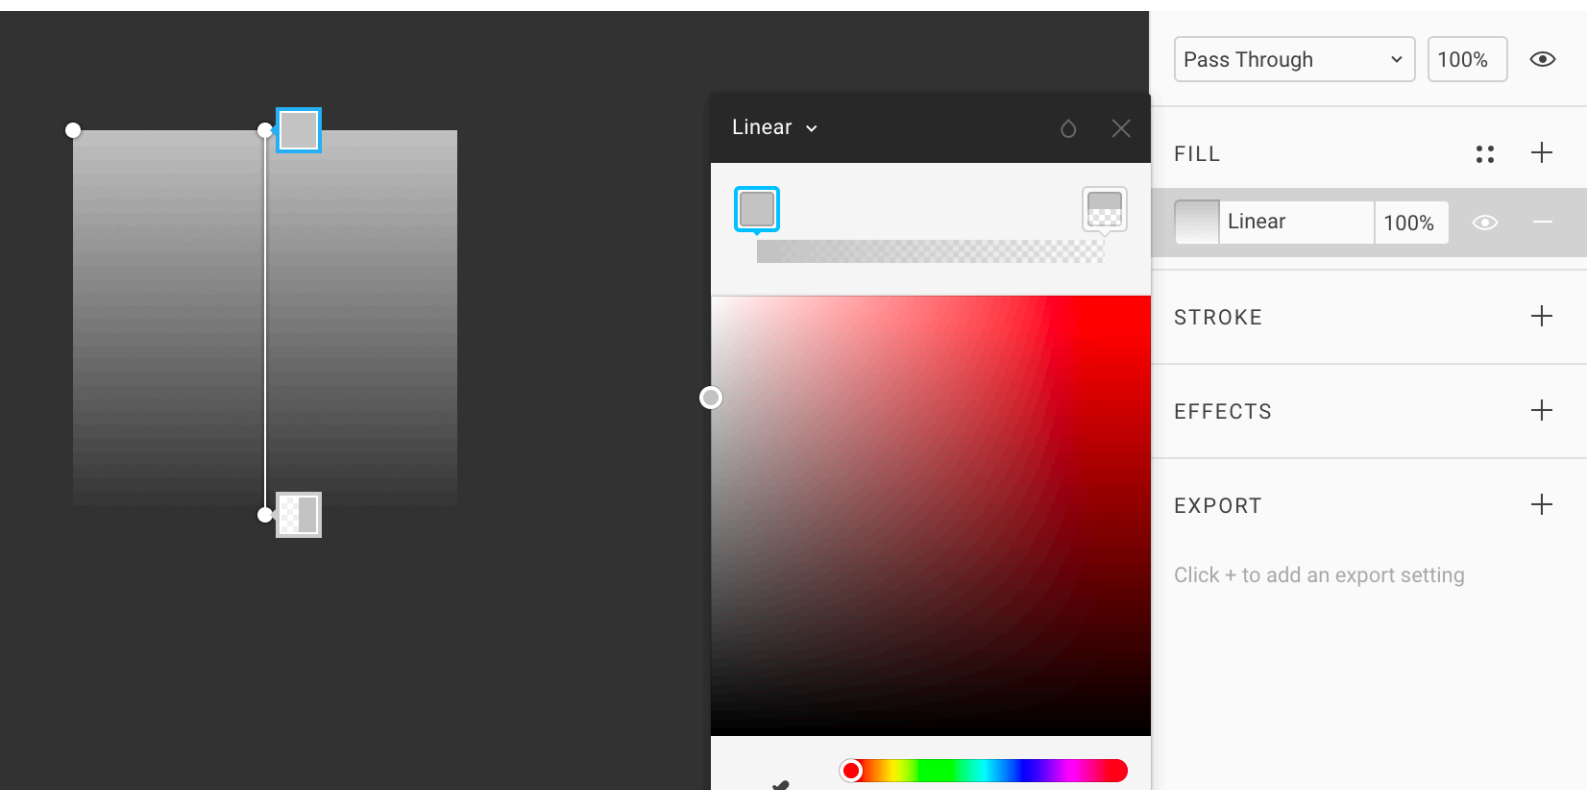 Pass Through
100%
Linear
FILL
Linear
100%
STROKE
EFFECTS
EXPORT
Click + to add an export setting